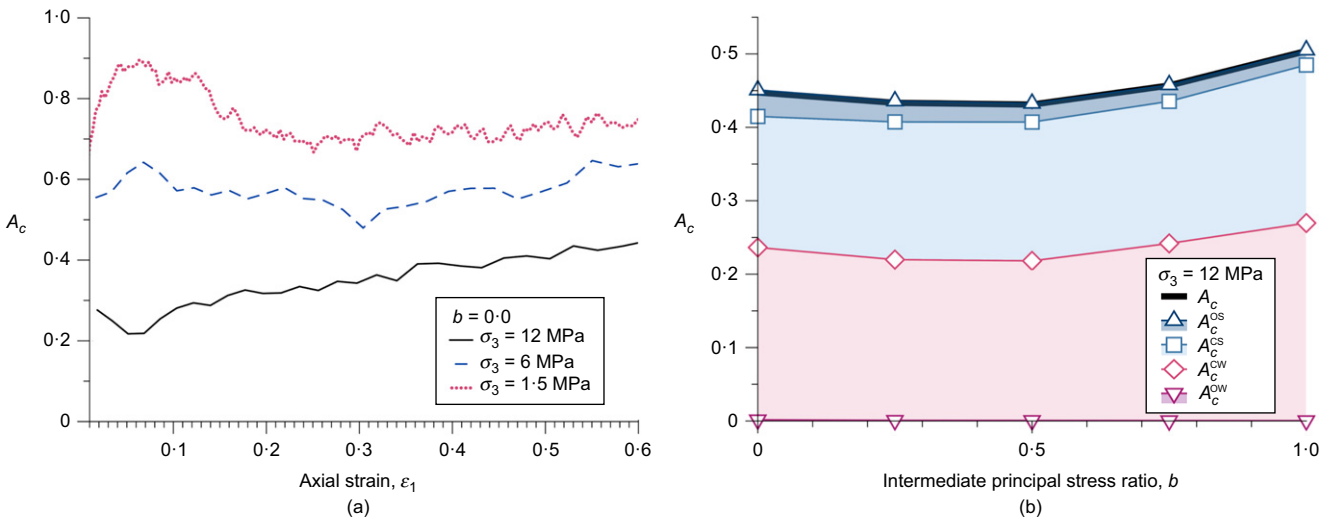 1·0
0·8
0·6
A_c
0·4
0·2
0
0·1 0·2 0·3 0·4 0·5 0·6
b = 0·0
σ₃ = 12 MPa
σ₃ = 6 MPa
σ₃ = 1·5 MPa
Axial strain, ε₁
(a)
0·5
0·4
0·3
A_c
0·2
0·1
0
0 0·5 1·0
σ₃ = 12 MPa
A_c
A_c^OS
A_c^CS
A_c^CW
A_c^OW
Intermediate principal stress ratio, b
(b)